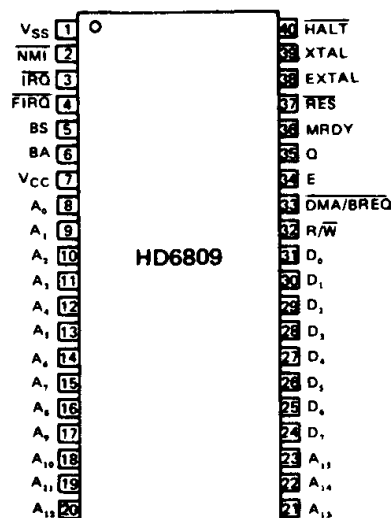 VSS 1 40 HALT
NMI 2 39 XTAL
IRQ 3 38 EXTAL
FIRQ 4 37 RES
BS 5 36 MRDY
BA 6 35 Q
VCC 7 34 E
A0 8 33 DMA/BREQ
A1 9 32 R/W
A2 10 HD6809 31 D0
A3 11 30 D1
A4 12 29 D2
A5 13 28 D3
A6 14 27 D4
A7 15 26 D5
A8 16 25 D6
A9 17 24 D7
A10 18 23 A15
A11 19 22 A14
A12 20 21 A13